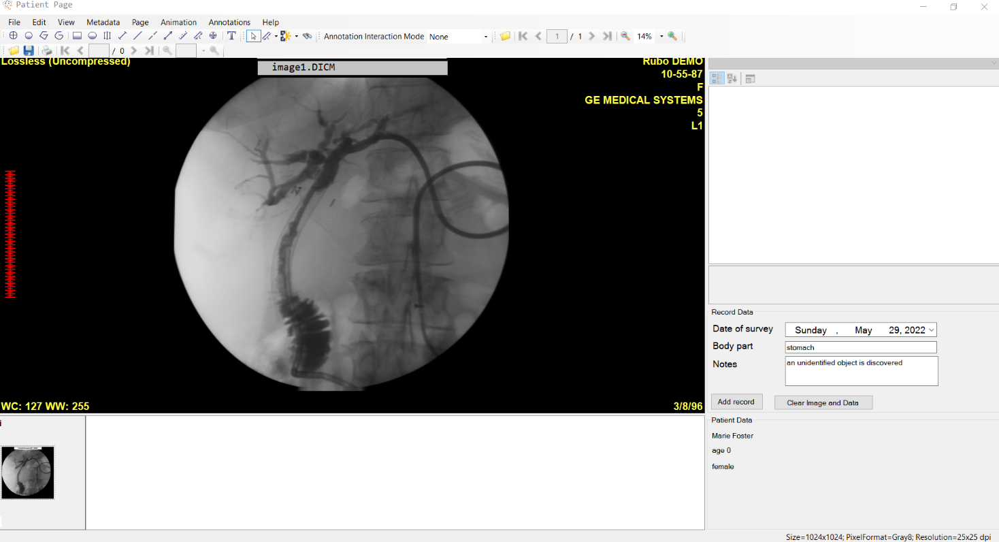 Patient Page
File Edit View Metadata Page Animation Annotations Help
Annotation Interaction Mode None 1 / 1 14%
/ 0
Lossless (Uncompressed)
image1.DICM
Rubo DEMO
10-55-87
F
GE MEDICAL SYSTEMS
5
L1
WC: 127 WW: 255
3/8/96
i
Record Data
Date of survey Sunday , May 29, 2022
Body part stomach
Notes an unidentified object is discovered
Add record Clear Image and Data
Patient Data
Marie Foster
age 0
female
Size=1024x1024; PixelFormat=Gray8; Resolution=25x25 dpi